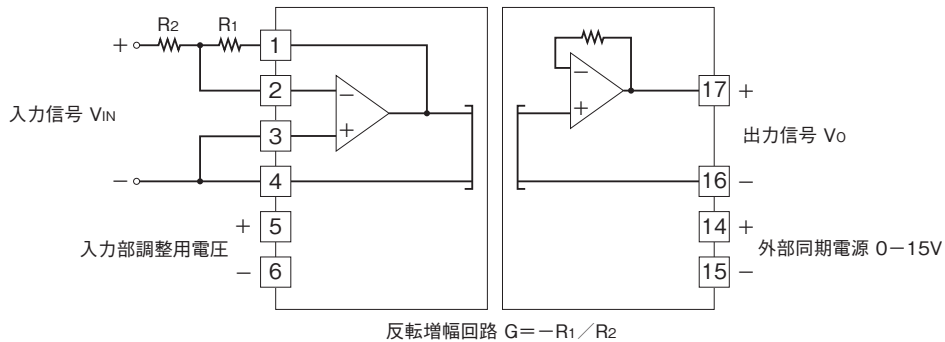 R2 R1
+ 1
2 −
入力信号 VIN
3 +
− 4
+ 5
入力部調整用電圧
− 6
−
+
17 +
出力信号 VO
16 −
14 +
外部同期電源 0−15V
15 −
反転増幅回路 G=−R1/R2